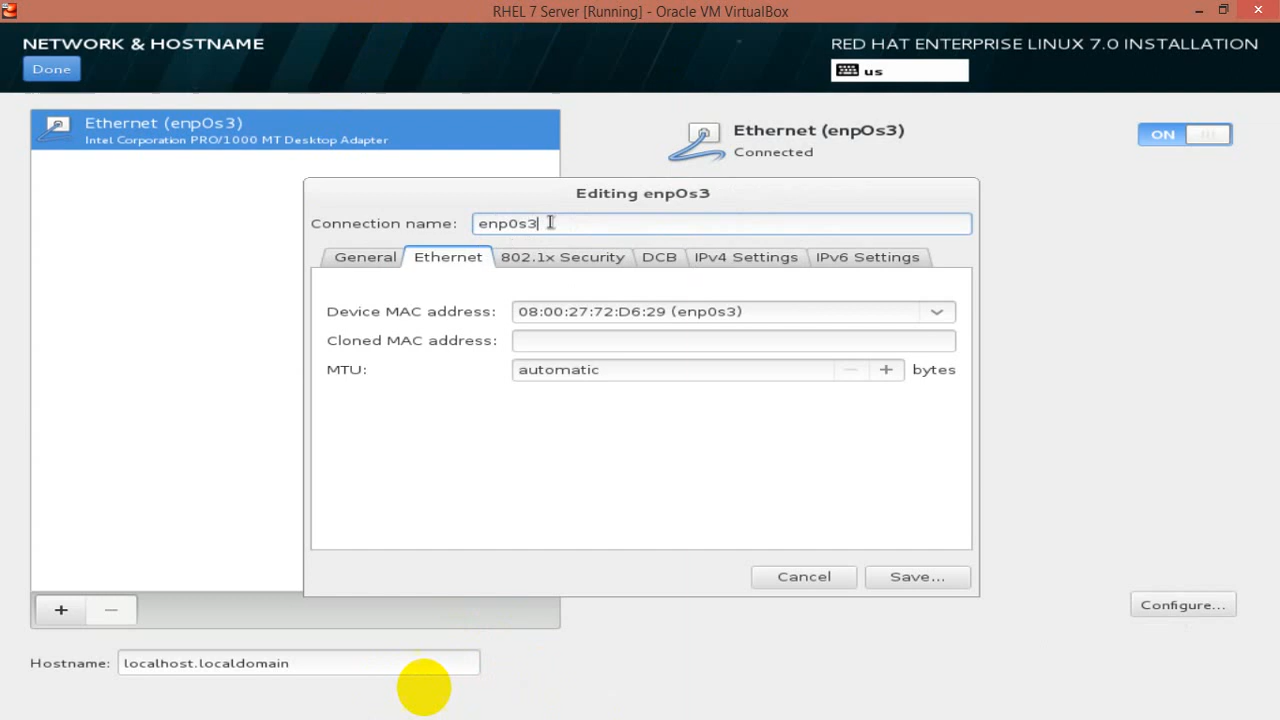 RHEL 7 Server [Running] - Oracle VM VirtualBox
NETWORK & HOSTNAME
RED HAT ENTERPRISE LINUX 7.0 INSTALLATION
Done
us
Ethernet (enp0s3)
Intel Corporation PRO/1000 MT Desktop Adapter
Ethernet (enp0s3)
Connected
ON
Editing enp0s3
Connection name: enp0s3
General Ethernet 802.1x Security DCB IPv4 Settings IPv6 Settings
Device MAC address: 08:00:27:72:D6:29 (enp0s3)
Cloned MAC address:
MTU: automatic − + bytes
Cancel Save...
+ −
Configure...
Hostname: localhost.localdomain